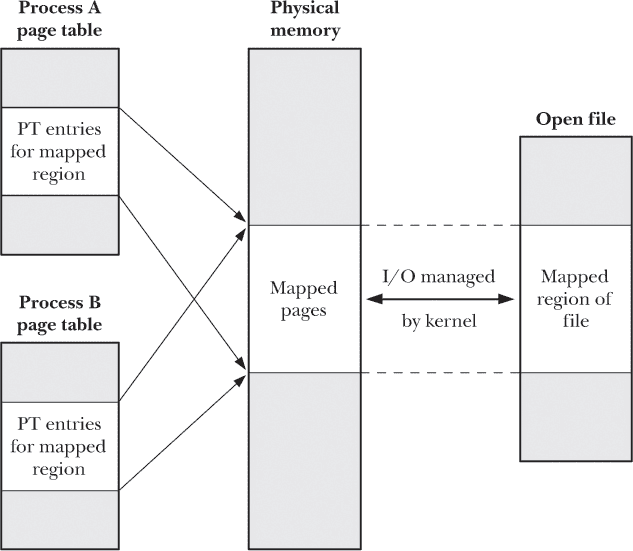 Process A
page table
PT entries
for mapped
region
Process B
page table
PT entries
for mapped
region
Physical
memory
Mapped
pages
I/O managed
by kernel
Open file
Mapped
region of
file